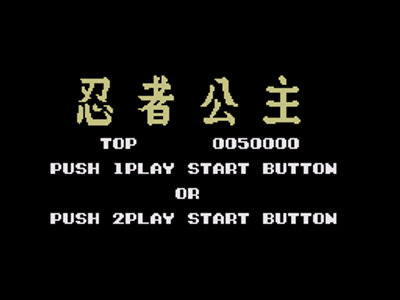 忍者公主
TOP 0050000
PUSH 1PLAY START BUTTON
OR
PUSH 2PLAY START BUTTON